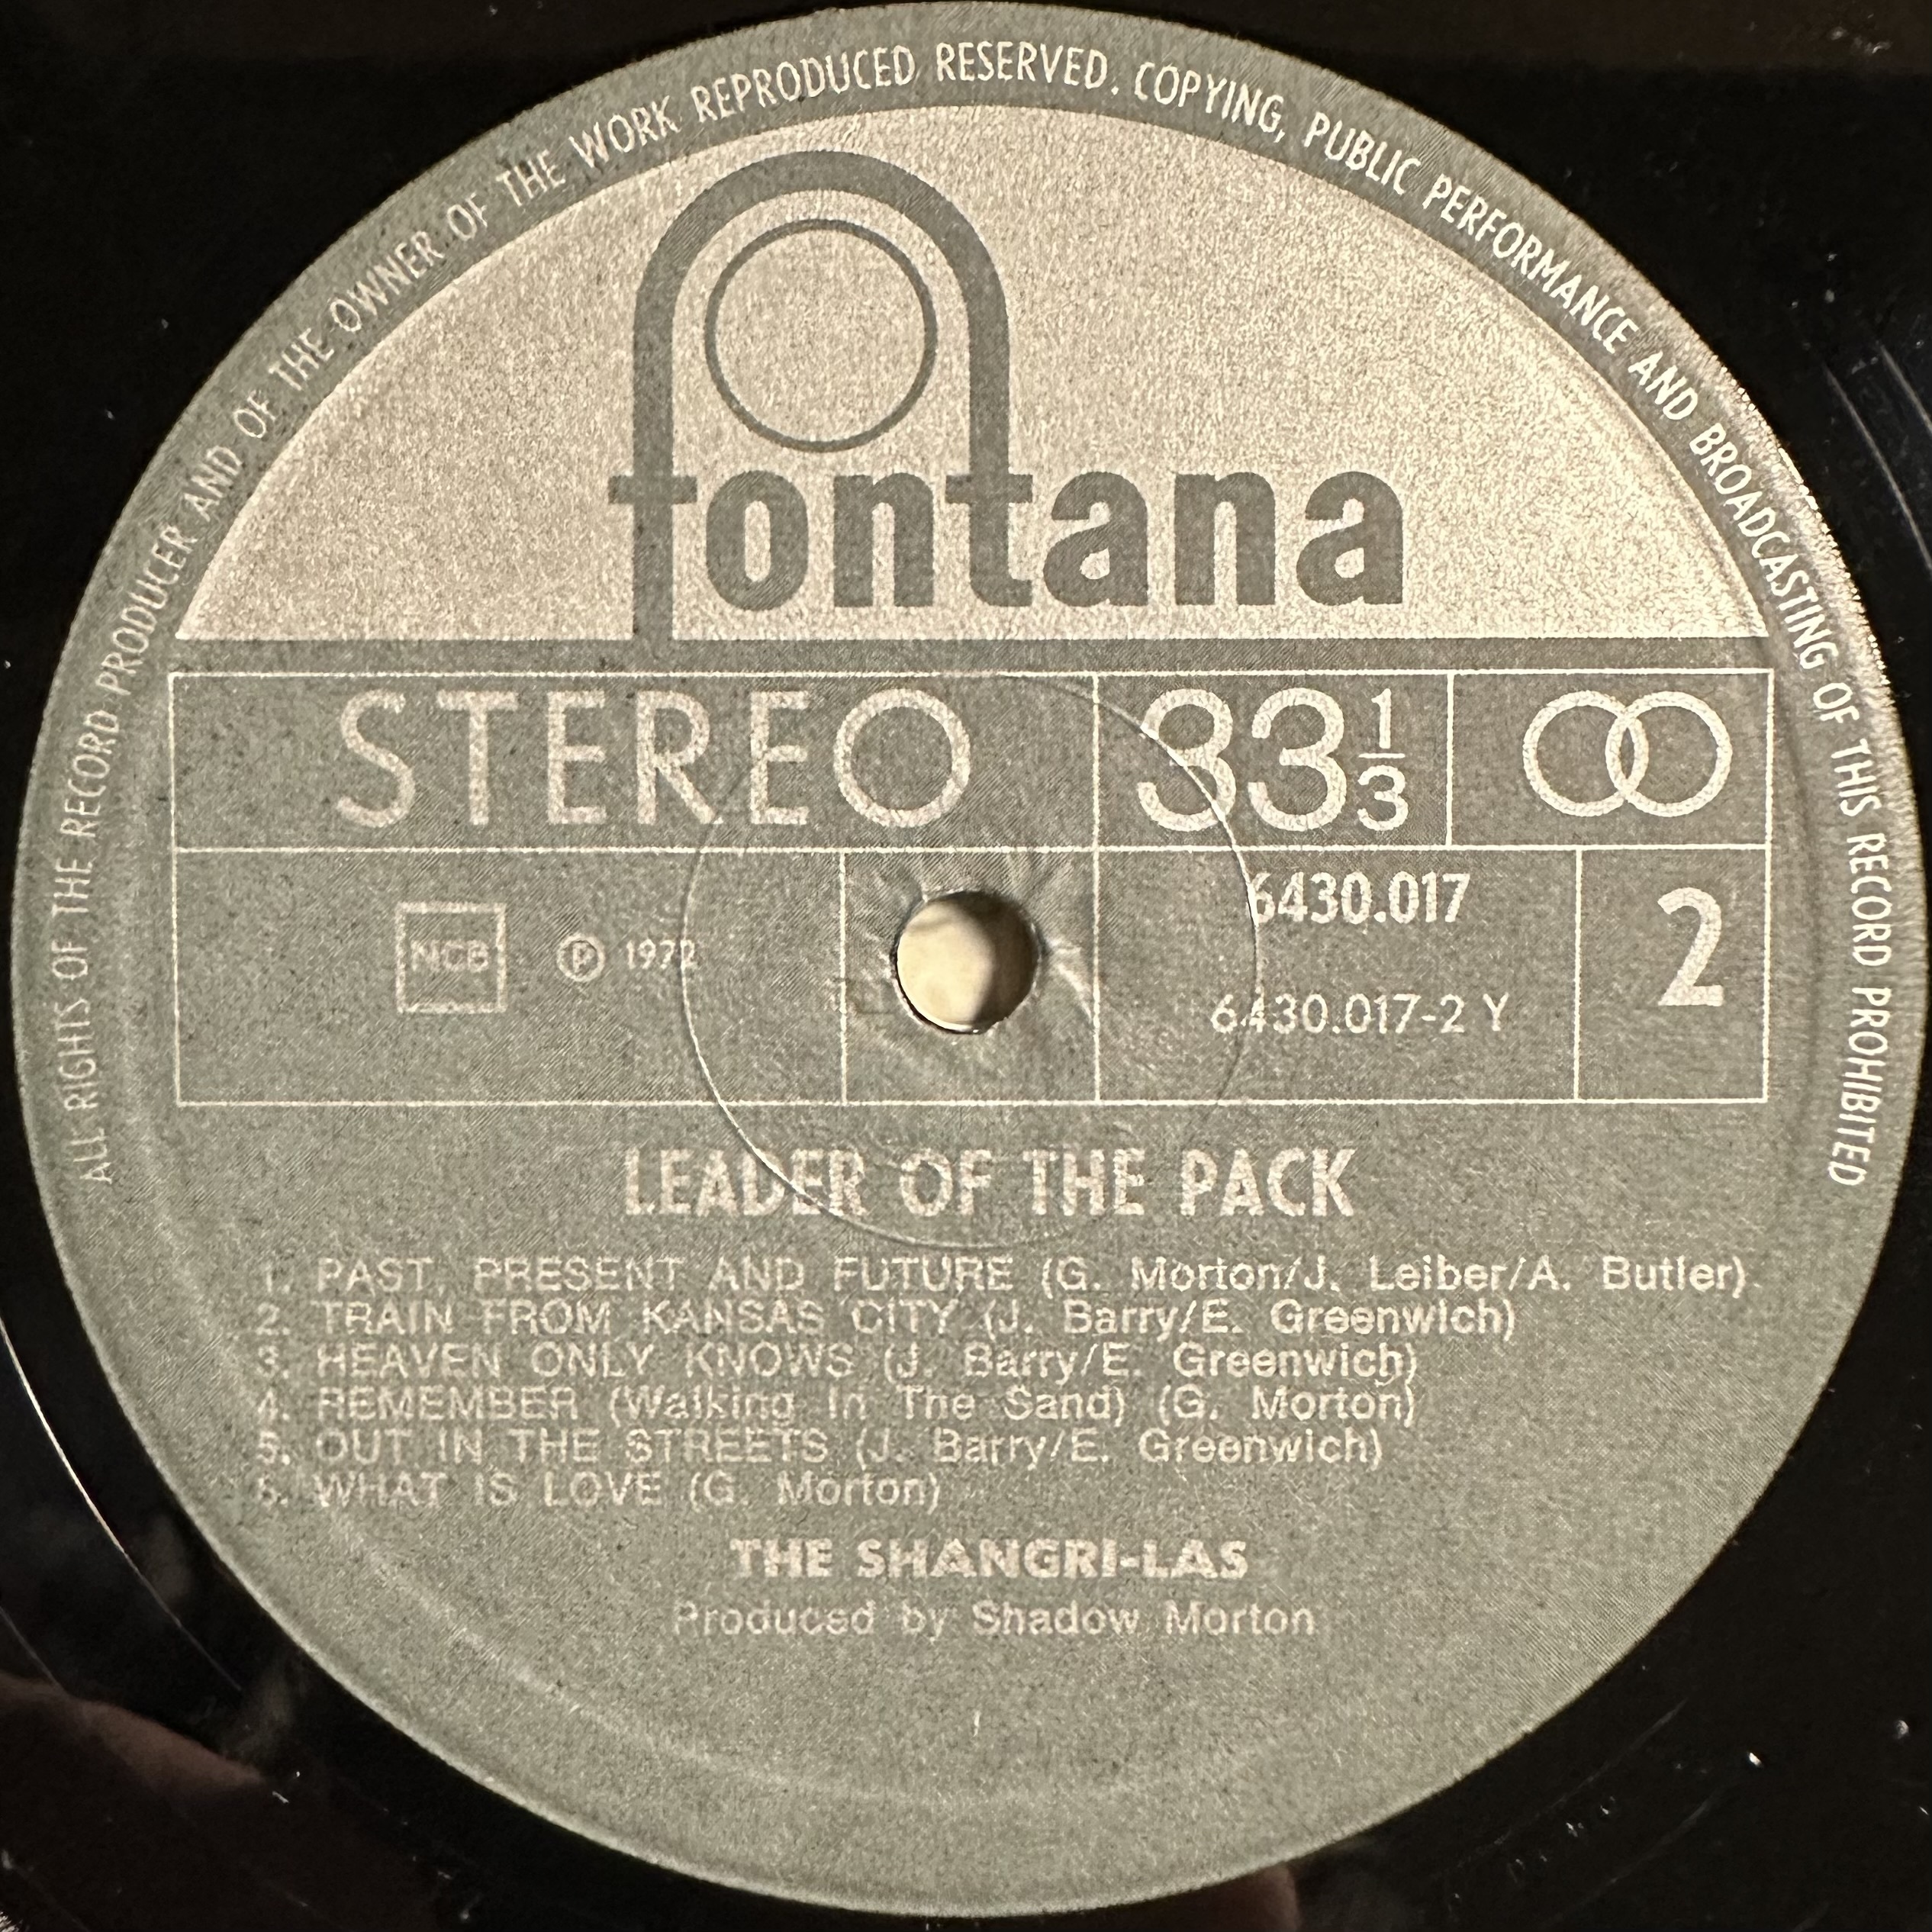 ALL RIGHTS OF THE RECORD PRODUCER AND OF THE OWNER OF THE WORK REPRODUCED RESERVED. COPYING, PUBLIC PERFORMANCE AND BROADCASTING OF THIS RECORD PROHIBITED
fontana
STEREO 33 1/3
NCB ℗ 1972 6430.017 2
6430.017-2 Y
LEADER OF THE PACK
1. PAST, PRESENT AND FUTURE (G. Morton/J. Leiber/A. Butler)
2. TRAIN FROM KANSAS CITY (J. Barry/E. Greenwich)
3. HEAVEN ONLY KNOWS (J. Barry/E. Greenwich)
4. REMEMBER (Walking In The Sand) (G. Morton)
5. OUT IN THE STREETS (J. Barry/E. Greenwich)
6. WHAT IS LOVE (G. Morton)
THE SHANGRI-LAS
Produced by Shadow Morton